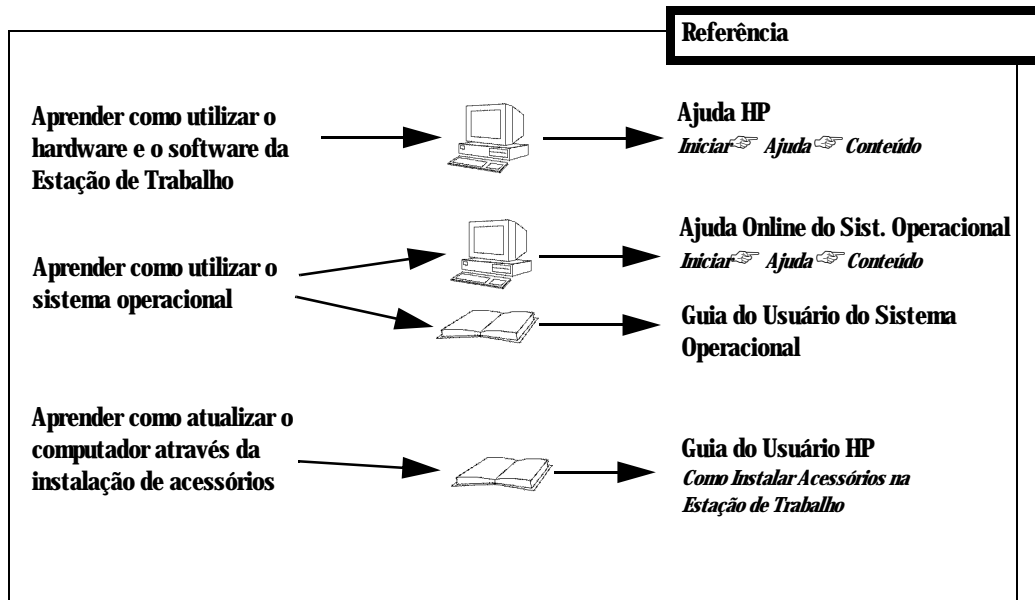 Referência
Aprender como utilizar o
hardware e o software da
Estação de Trabalho
Ajuda HP
Iniciar☞ Ajuda ☞ Conteúdo
Aprender como utilizar o
sistema operacional
Ajuda Online do Sist. Operacional
Iniciar☞ Ajuda ☞ Conteúdo
Guia do Usuário do Sistema
Operacional
Aprender como atualizar o
computador através da
instalação de acessórios
Guia do Usuário HP
Como Instalar Acessórios na
Estação de Trabalho